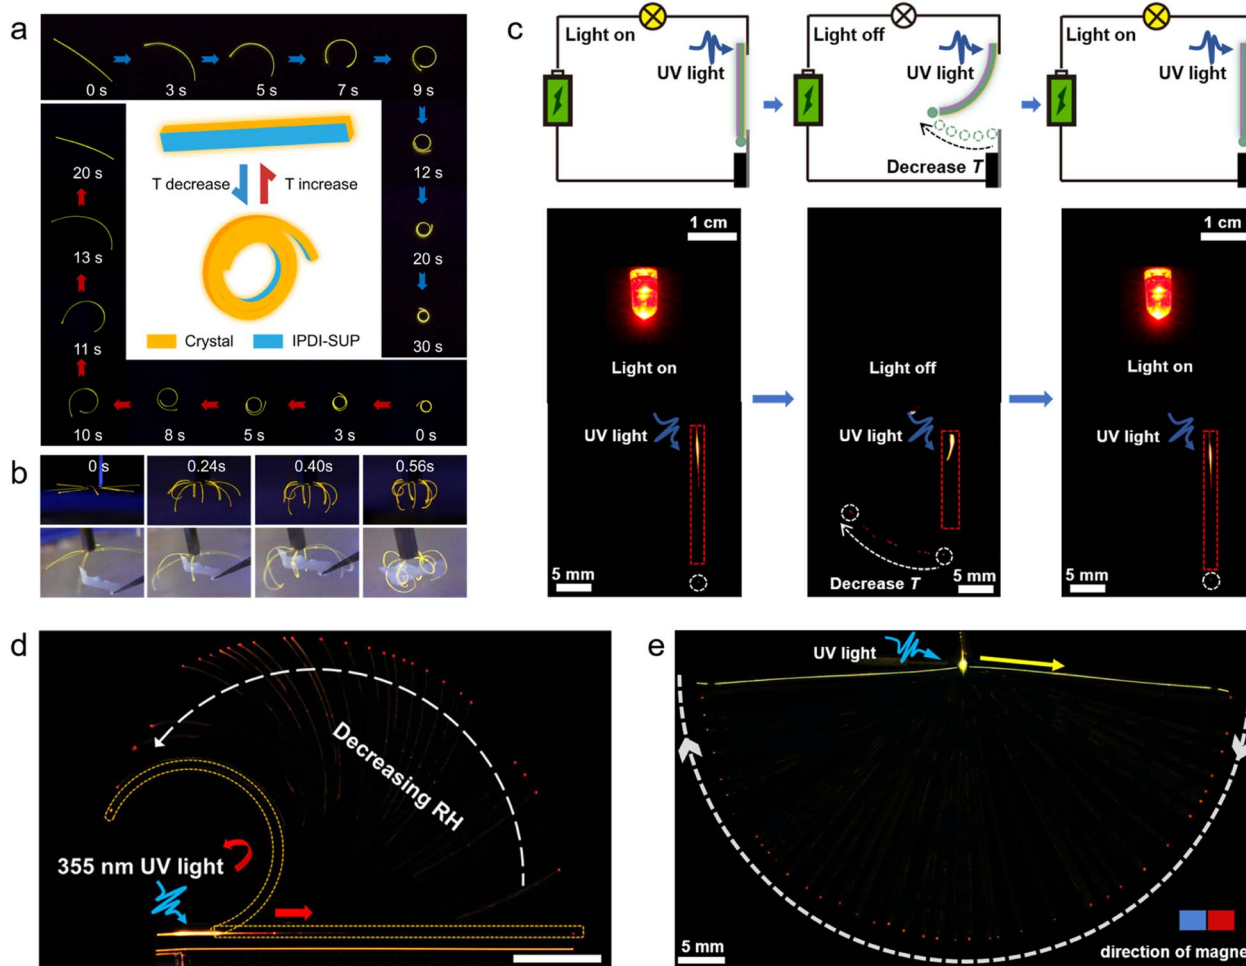 a
0 s
3 s
5 s
7 s
9 s
12 s
20 s
30 s
20 s
13 s
11 s
10 s
8 s
5 s
3 s
0 s
T decrease
T increase
Crystal
IPDI-SUP
b
0 s
0.24s
0.40s
0.56s
c
Light on
UV light
Light off
UV light
Decrease T
Light on
UV light
1 cm
Light on
UV light
5 mm
Light off
UV light
Decrease T
5 mm
1 cm
Light on
UV light
5 mm
d
Decreasing RH
355 nm UV light
e
UV light
5 mm
direction of magne